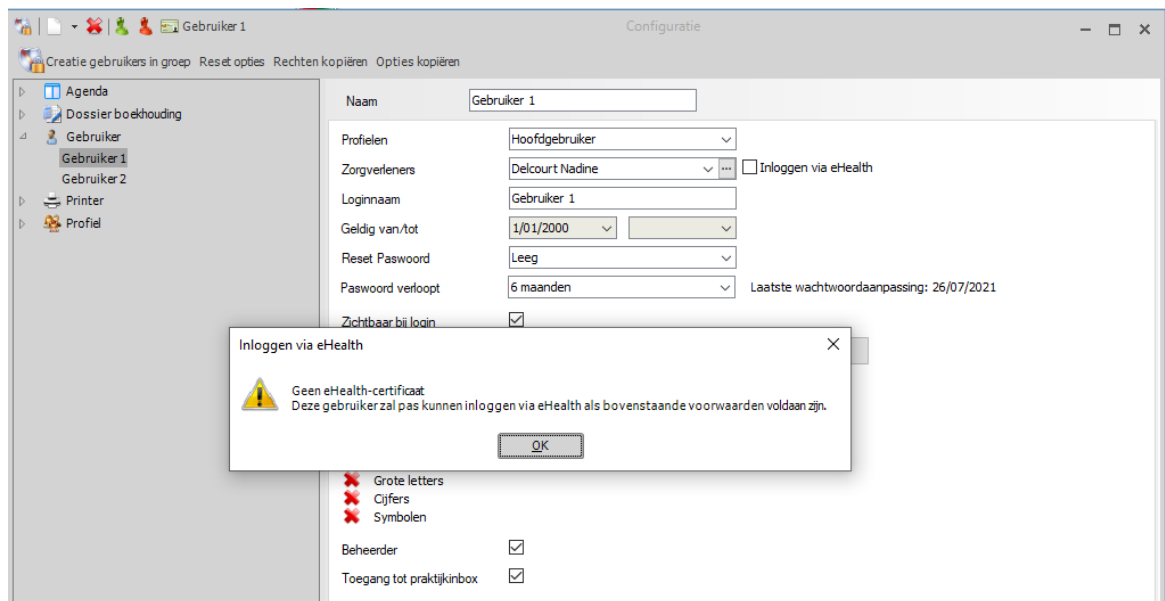 Gebruiker 1
Configuratie
Creatie gebruikers in groep Reset opties Rechten kopiëren Opties kopiëren
Agenda
Dossier boekhouding
Gebruiker
Gebruiker 1
Gebruiker 2
Printer
Profiel
Naam Gebruiker 1
Profielen Hoofdgebruiker
Zorgverleners Delcourt Nadine ... Inloggen via eHealth
Loginnaam Gebruiker 1
Geldig van/tot 1/01/2000
Reset Paswoord Leeg
Paswoord verloopt 6 maanden Laatste wachtwoordaanpassing: 26/07/2021
Zichtbaar bij login
Inloggen via eHealth
Geen eHealth-certificaat
Deze gebruiker zal pas kunnen inloggen via eHealth als bovenstaande voorwaarden voldaan zijn.
OK
Grote letters
Cijfers
Symbolen
Beheerder
Toegang tot praktijkinbox